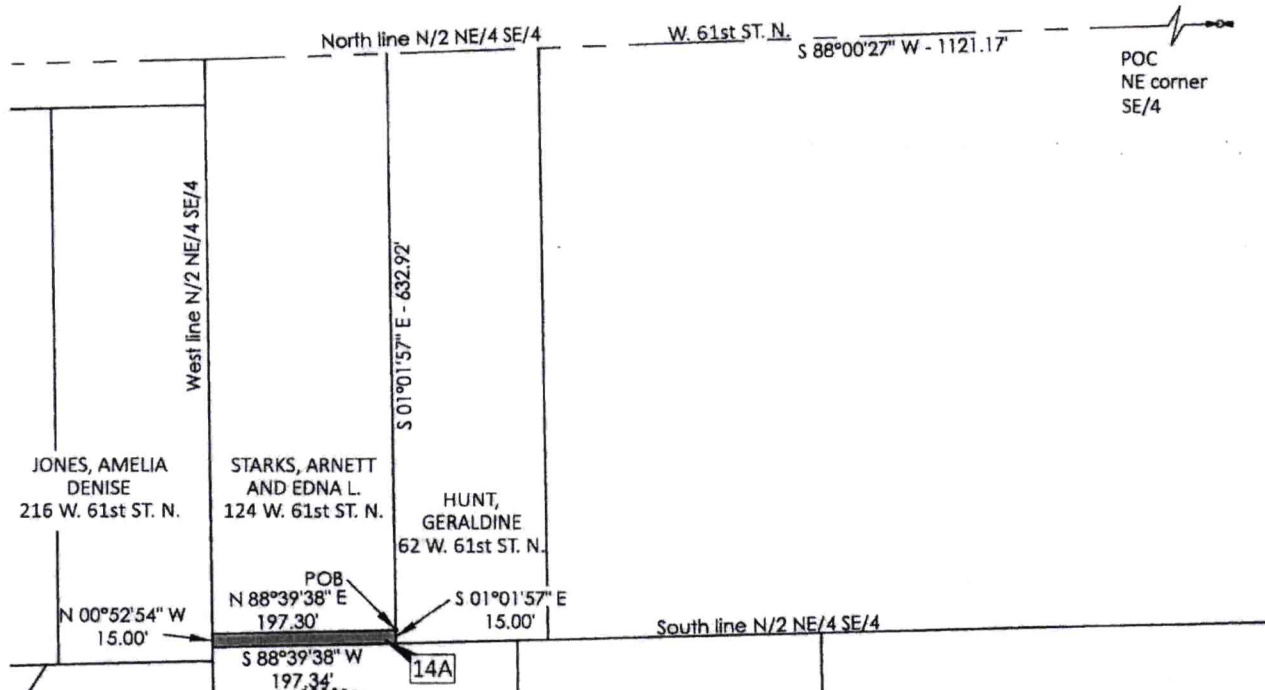 North line N/2 NE/4 SE/4
W. 61st ST. N.
S 88°00'27" W - 1121.17'
POC
NE corner
SE/4
West line N/2 NE/4 SE/4
S 01°01'57" E - 632.92'
JONES, AMELIA
DENISE
216 W. 61st ST. N.
STARKS, ARNETT
AND EDNA L.
124 W. 61st ST. N.
HUNT,
GERALDINE
62 W. 61st ST. N.
POB
N 88°39'38" E
197.30'
S 01°01'57" E
15.00'
N 00°52'54" W
15.00'
South line N/2 NE/4 SE/4
S 88°39'38" W
197.34'
14A